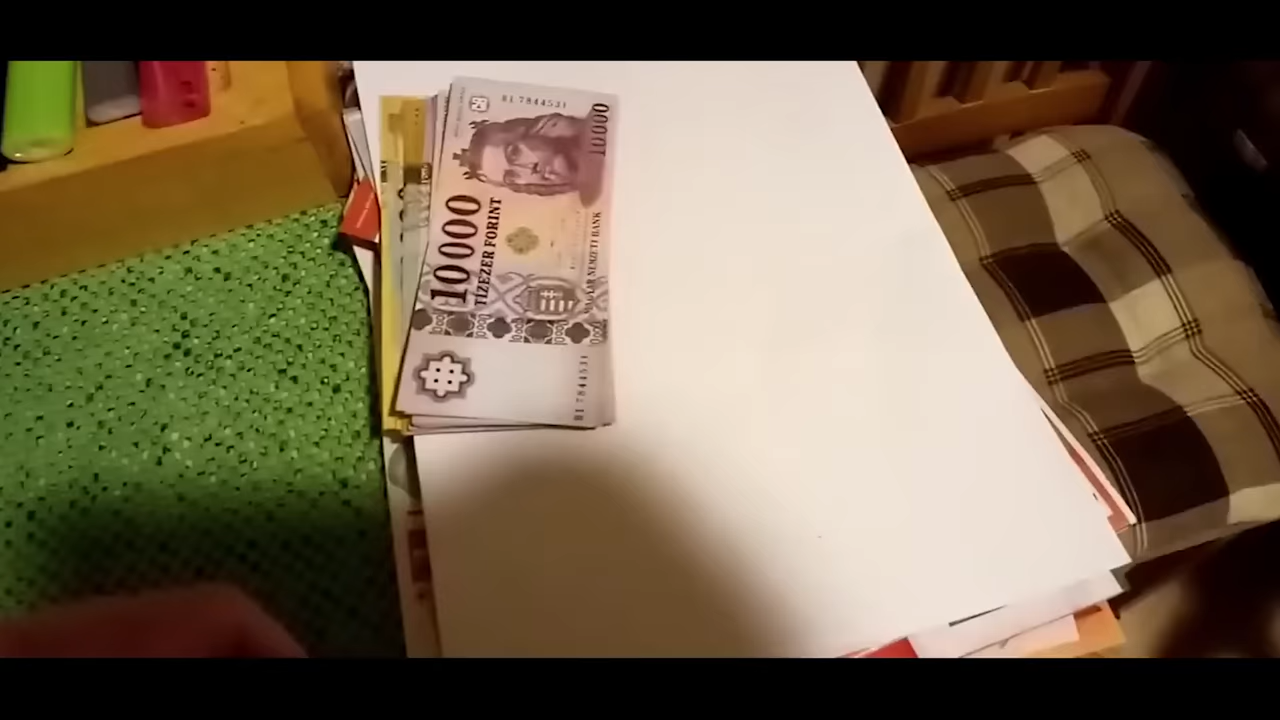 BI 7844531
10000
10000
TÍZEZER FORINT
MAGYAR NEMZETI BANK
BI 7844531